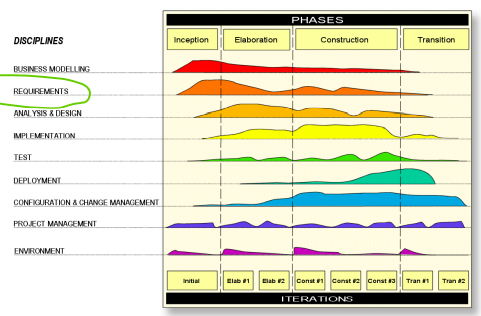 PHASES
DISCIPLINES
Inception Elaboration Construction Transition
BUSINESS MODELLING
REQUIREMENTS
ANALYSIS & DESIGN
IMPLEMENTATION
TEST
DEPLOYMENT
CONFIGURATION & CHANGE MANAGEMENT
PROJECT MANAGEMENT
ENVIRONMENT
Initial Elab #1 Elab #2 Const #1 Const #2 Const #3 Tran #1 Tran #2
ITERATIONS